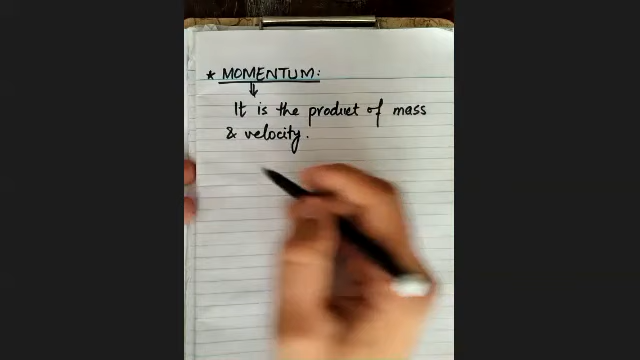 * MOMENTUM:
⇓
It is the product of mass
& velocity.